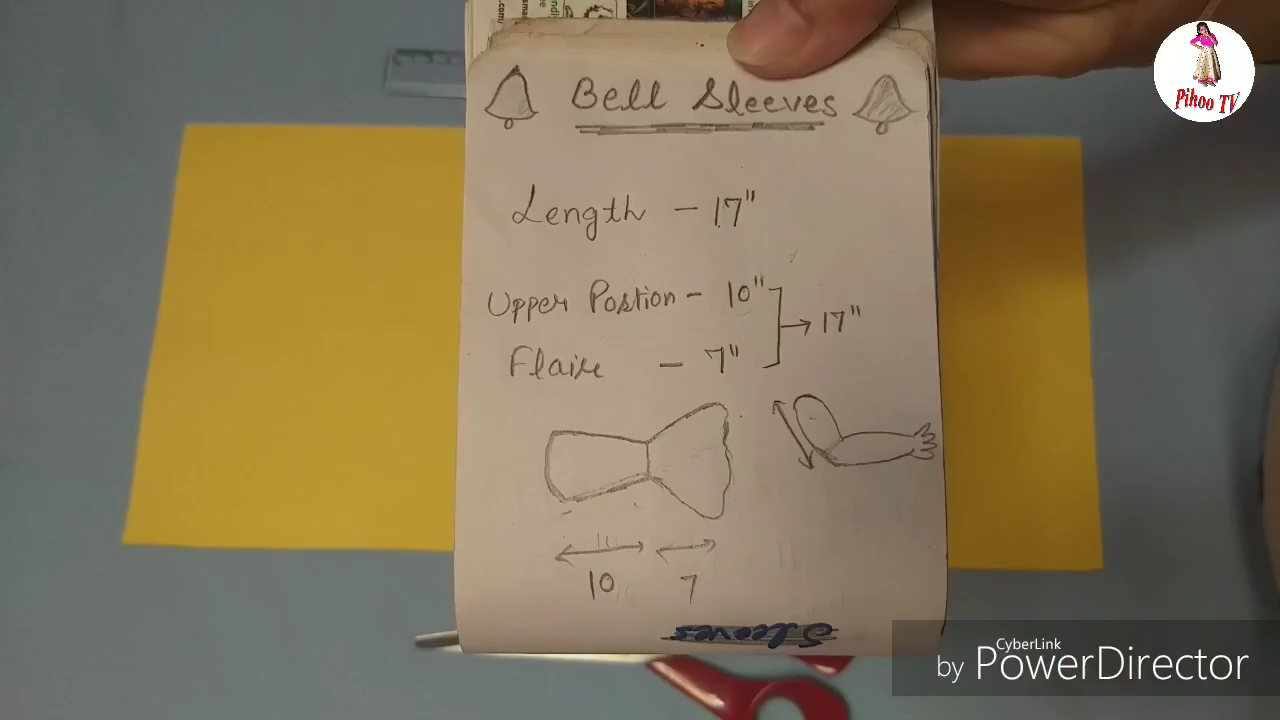 Bell Sleeves
Length - 17"
Upper Postion - 10"
→ 17"
Flaire - 7"
10
7
Sleeves
Pihoo TV
CyberLink
by PowerDirector